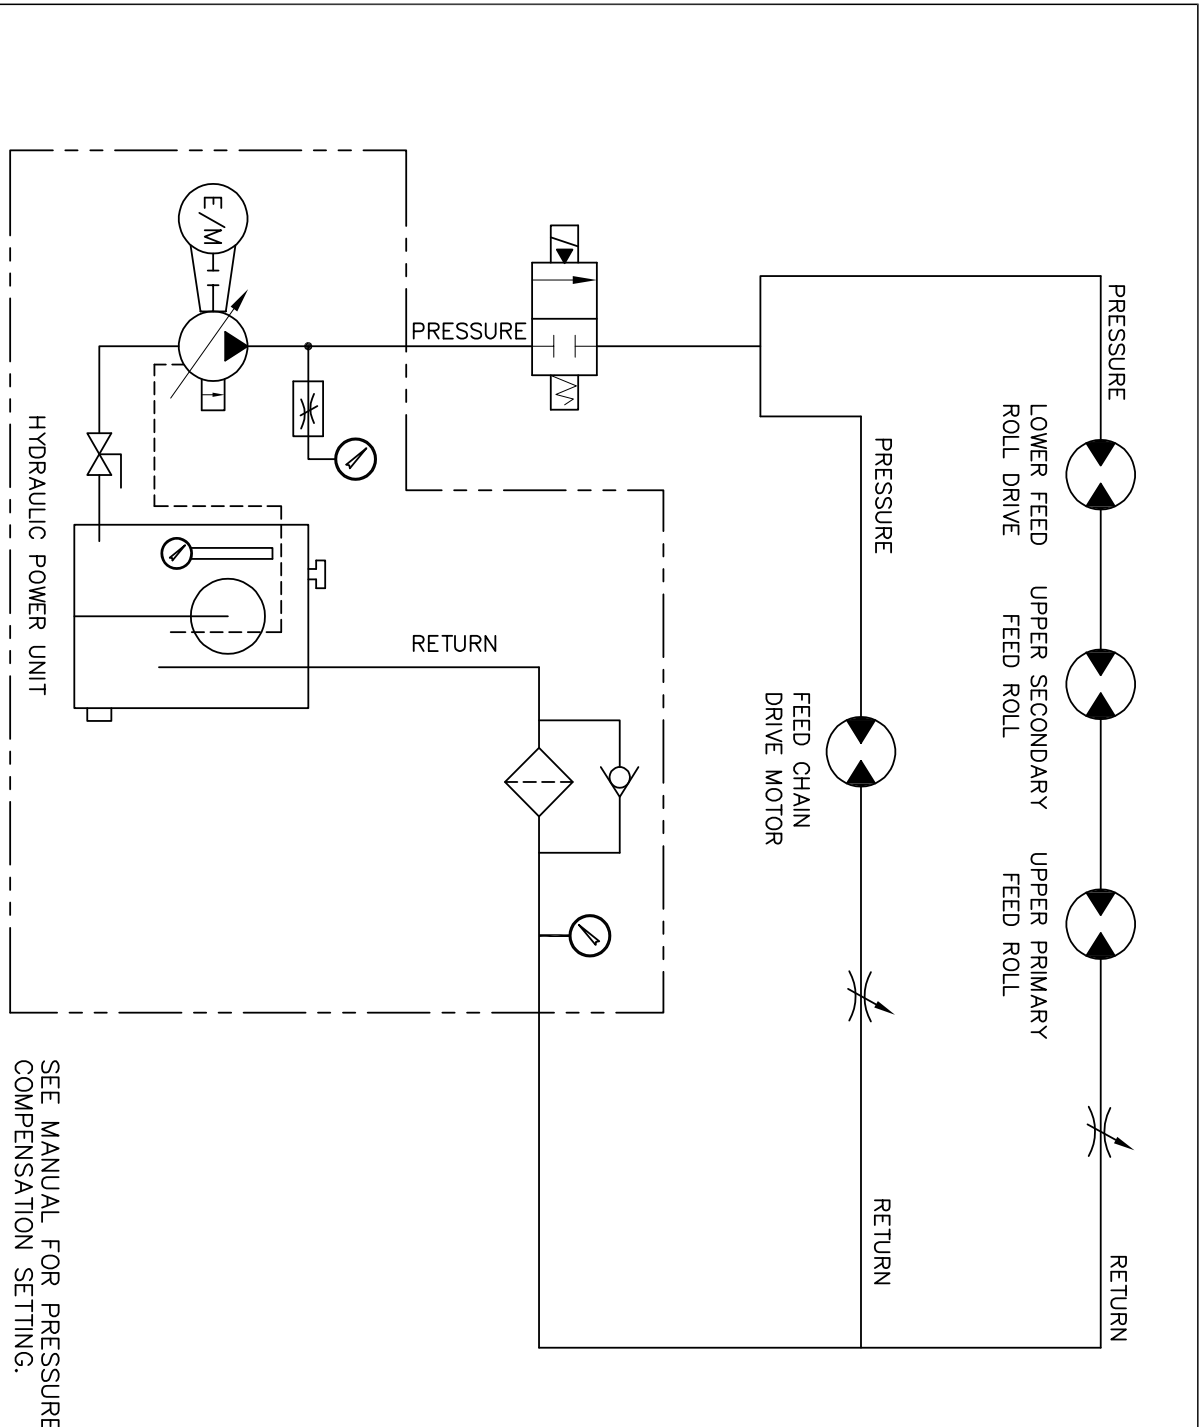 PRESSURE
LOWER FEED
ROLL DRIVE
UPPER SECONDARY
FEED ROLL
UPPER PRIMARY
FEED ROLL
RETURN
PRESSURE
FEED CHAIN
DRIVE MOTOR
RETURN
E/M
PRESSURE
RETURN
HYDRAULIC POWER UNIT
SEE MANUAL FOR PRESSURE
COMPENSATION SETTING.